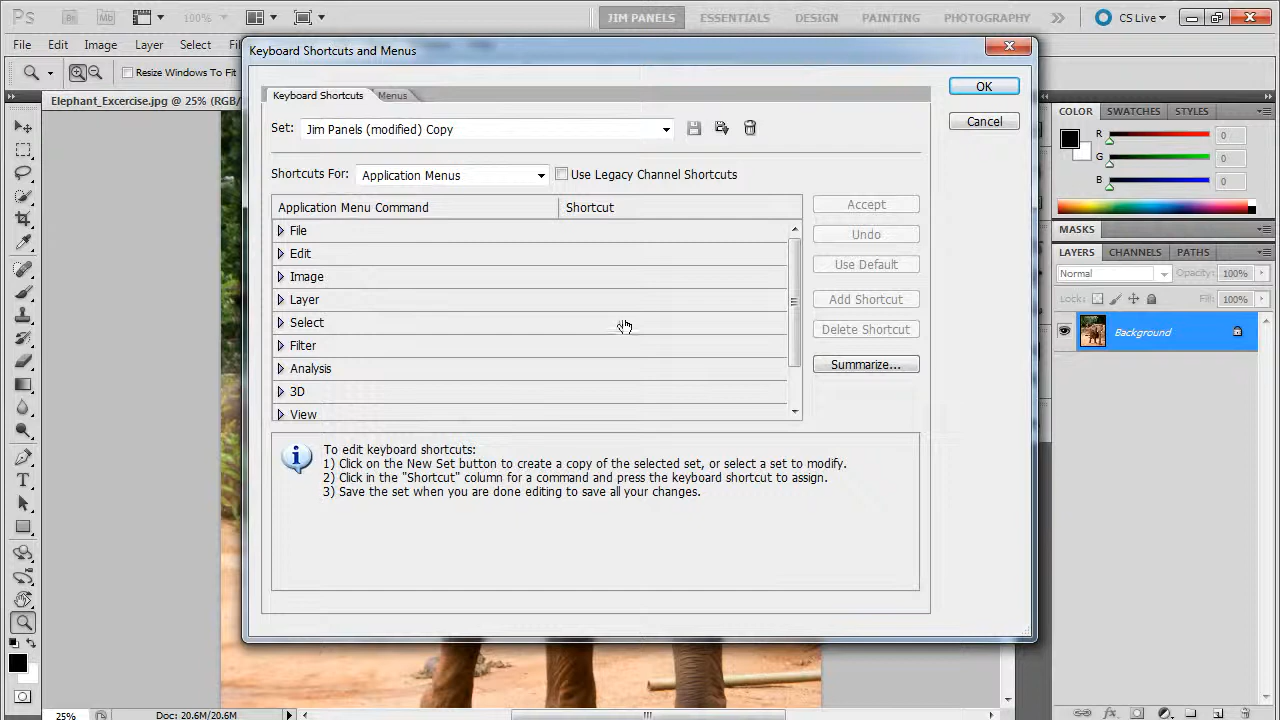 Ps Br Mb 100% JIM PANELS ESSENTIALS DESIGN PAINTING PHOTOGRAPHY CS Live
File Edit Image Layer Select
Resize Windows To Fit
Elephant_Excercise.jpg @ 25% (RGB/
Keyboard Shortcuts and Menus
Keyboard Shortcuts Menus
Set: Jim Panels (modified) Copy
Shortcuts For: Application Menus Use Legacy Channel Shortcuts
Application Menu Command Shortcut
File
Edit
Image
Layer
Select
Filter
Analysis
3D
View
OK
Cancel
Accept
Undo
Use Default
Add Shortcut
Delete Shortcut
Summarize...
To edit keyboard shortcuts:
1) Click on the New Set button to create a copy of the selected set, or select a set to modify.
2) Click in the "Shortcut" column for a command and press the keyboard shortcut to assign.
3) Save the set when you are done editing to save all your changes.
COLOR SWATCHES STYLES
R 0
G 0
B 0
MASKS
LAYERS CHANNELS PATHS
Normal Opacity: 100%
Lock: Fill: 100%
Background
25% Doc: 20.6M/20.6M